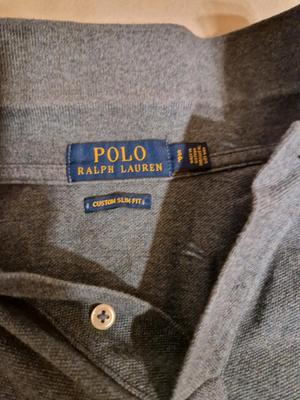 POLO
RALPH LAUREN
CUSTOM SLIM FIT